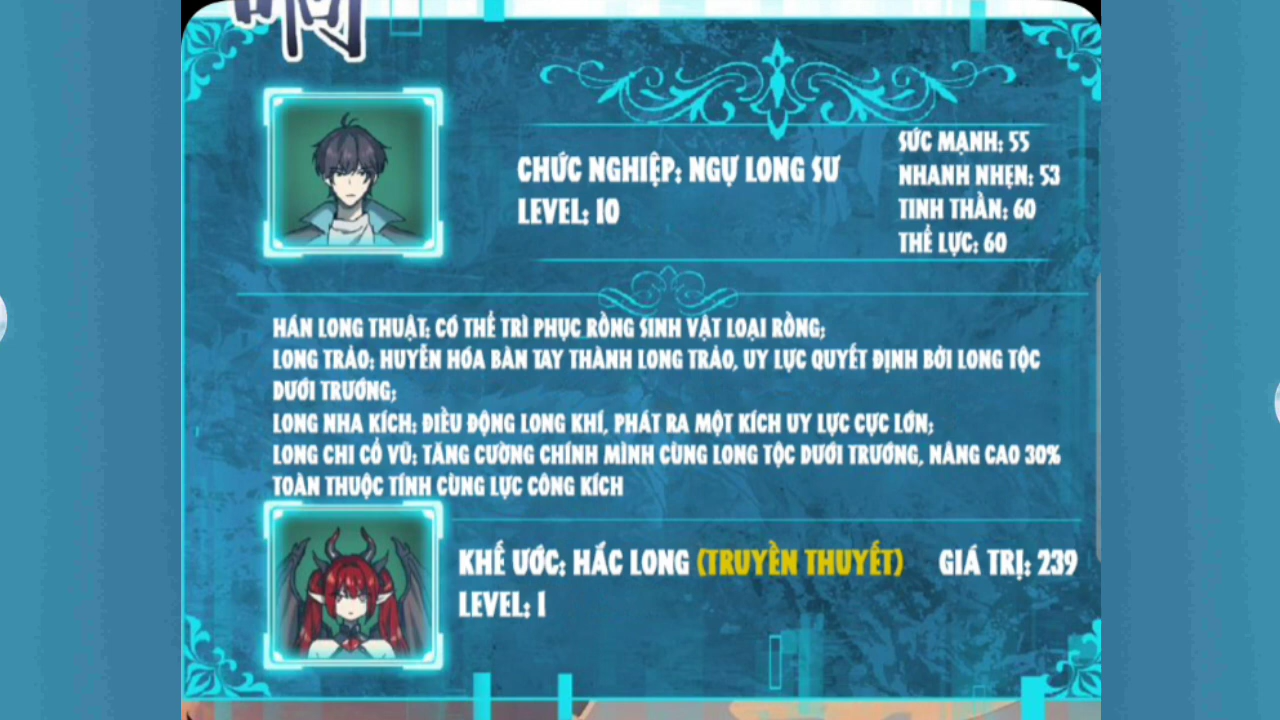 CHỨC NGHIỆP: NGỰ LONG SƯ
LEVEL: 10
SỨC MẠNH: 55
NHANH NHẸN: 53
TINH THẦN: 60
THỂ LỰC: 60
HÁN LONG THUẬT: CÓ THỂ TRÌ PHỤC RỒNG SINH VẬT LOẠI RỒNG;
LONG TRẢO: HUYỄN HÓA BÀN TAY THÀNH LONG TRẢO, UY LỰC QUYẾT ĐỊNH BỞI LONG TỘC
DƯỚI TRƯỚNG;
LONG NHA KÍCH: ĐIỀU ĐỘNG LONG KHÍ, PHÁT RA MỘT KÍCH UY LỰC CỰC LỚN;
LONG CHI CỔ VŨ: TĂNG CƯỜNG CHÍNH MÌNH CÙNG LONG TỘC DƯỚI TRƯỚNG, NÂNG CAO 30%
TOÀN THUỘC TÍNH CÙNG LỰC CÔNG KÍCH
KHẾ ƯỚC: HẮC LONG (TRUYỀN THUYẾT) GIÁ TRỊ: 239
LEVEL: 1